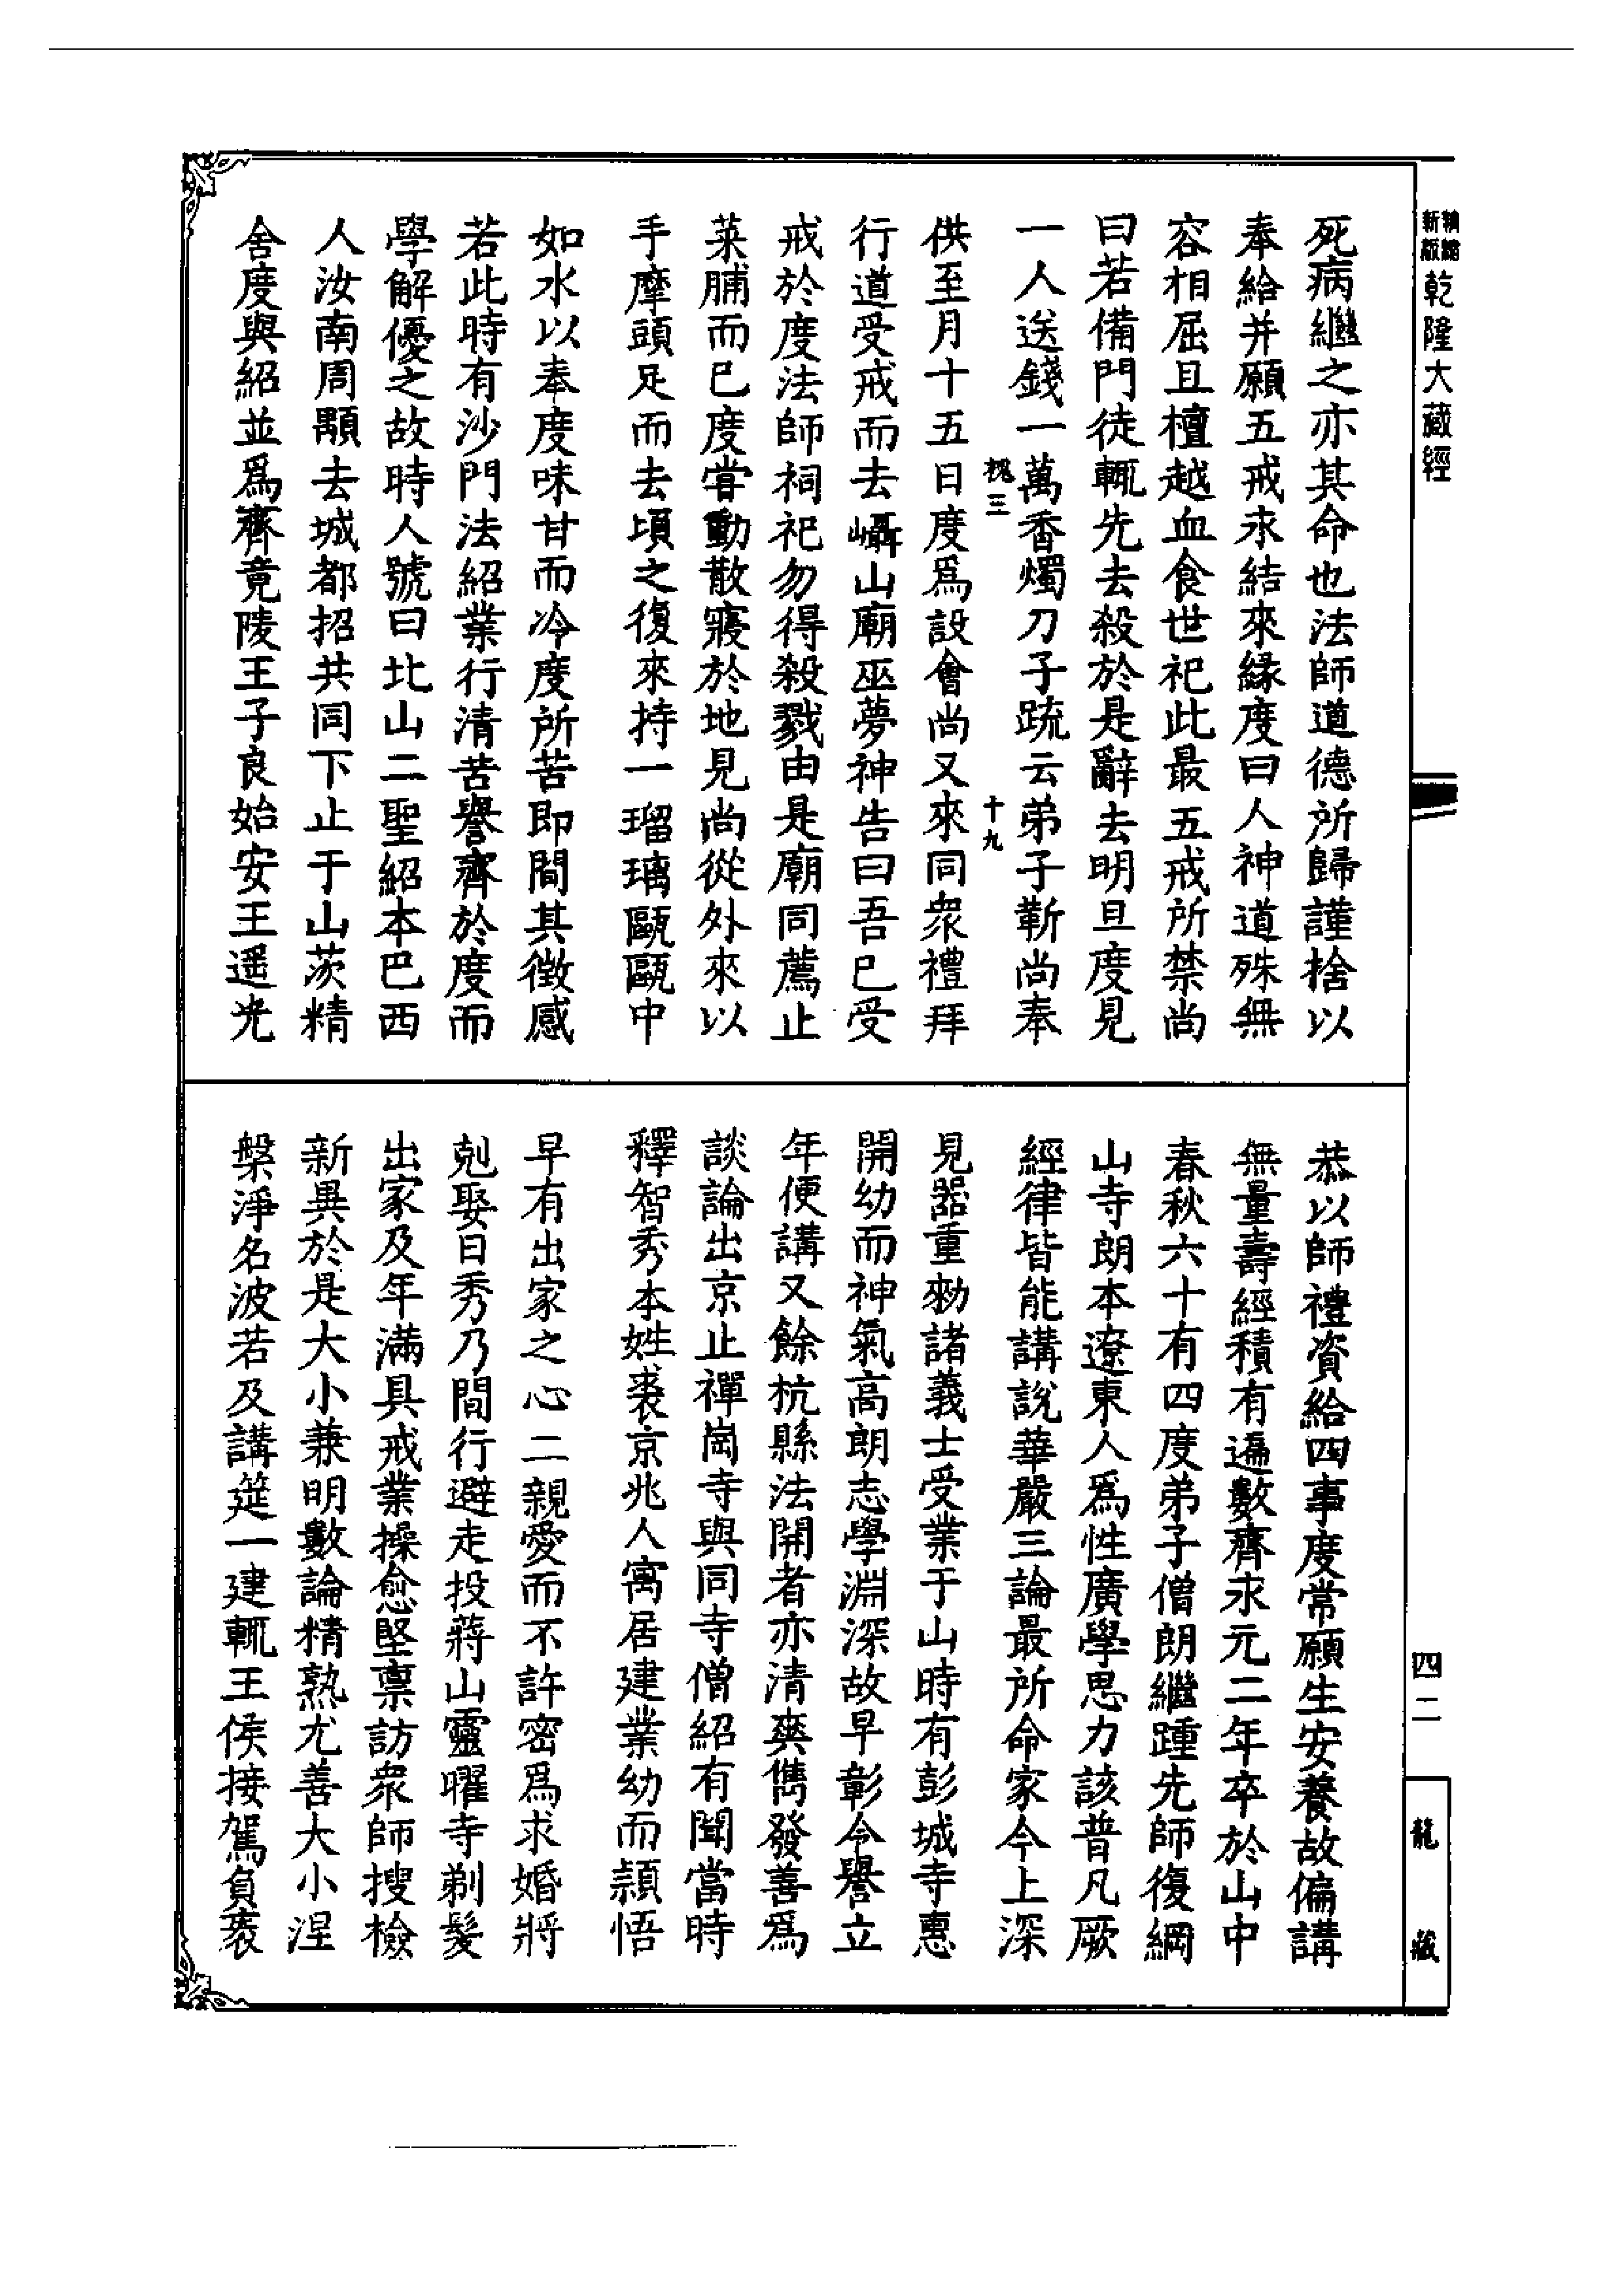 精縮新版乾隆大藏經
死病繼之亦其命也法師道德所歸謹捨以
奉給并願五戒永結來緣度曰人神道殊無
容相屈且檀越血食世祀此最五戒所禁尚
曰若備門徒輒先去殺於是辭去明旦度見
一人送錢一萬香燭刀子疏云弟子靳尚奉
槐三 十九
供至月十五日度爲設會尚又來同衆禮拜
行道受戒而去㠎山廟巫夢神告曰吾已受
戒於度法師祠祀勿得殺戮由是廟同薦止
菜脯而已度嘗動散寢於地見尚從外來以
手摩頭足而去頃之復來持一瑠璃甌甌中
如水以奉度味甘而冷度所苦即間其徵感
若此時有沙門法紹業行清苦譽齊於度而
學解優之故時人號曰北山二聖紹本巴西
人汝南周顒去城都招共同下止于山茨精
舍度與紹並爲齊竟陵王子良始安王遥光
恭以師禮資給四事度常願生安養故偏講
無量壽經積有遍數齊永元二年卒於山中
春秋六十有四度弟子僧朗繼踵先師復綱
山寺朗本遼東人爲性廣學思力該普凡厥
經律皆能講說華嚴三論最所命家今上深
見器重勑諸義士受業于山時有彭城寺惠
開幼而神氣高朗志學淵深故早彰令譽立
年便講又餘杭縣法開者亦清爽儁發善爲
談論出京止禪崗寺與同寺僧紹有聞當時
釋智秀本姓裘京兆人寓居建業幼而頴悟
早有出家之心二親愛而不許密爲求婚將
剋娶日秀乃間行避走投蔣山靈曜寺剃髮
出家及年滿具戒業操愈堅禀訪衆師搜檢
新異於是大小兼明數論精熟尤善大小涅
槃淨名波若及講筵一建輒王侯接駕負袠
四二
龍藏